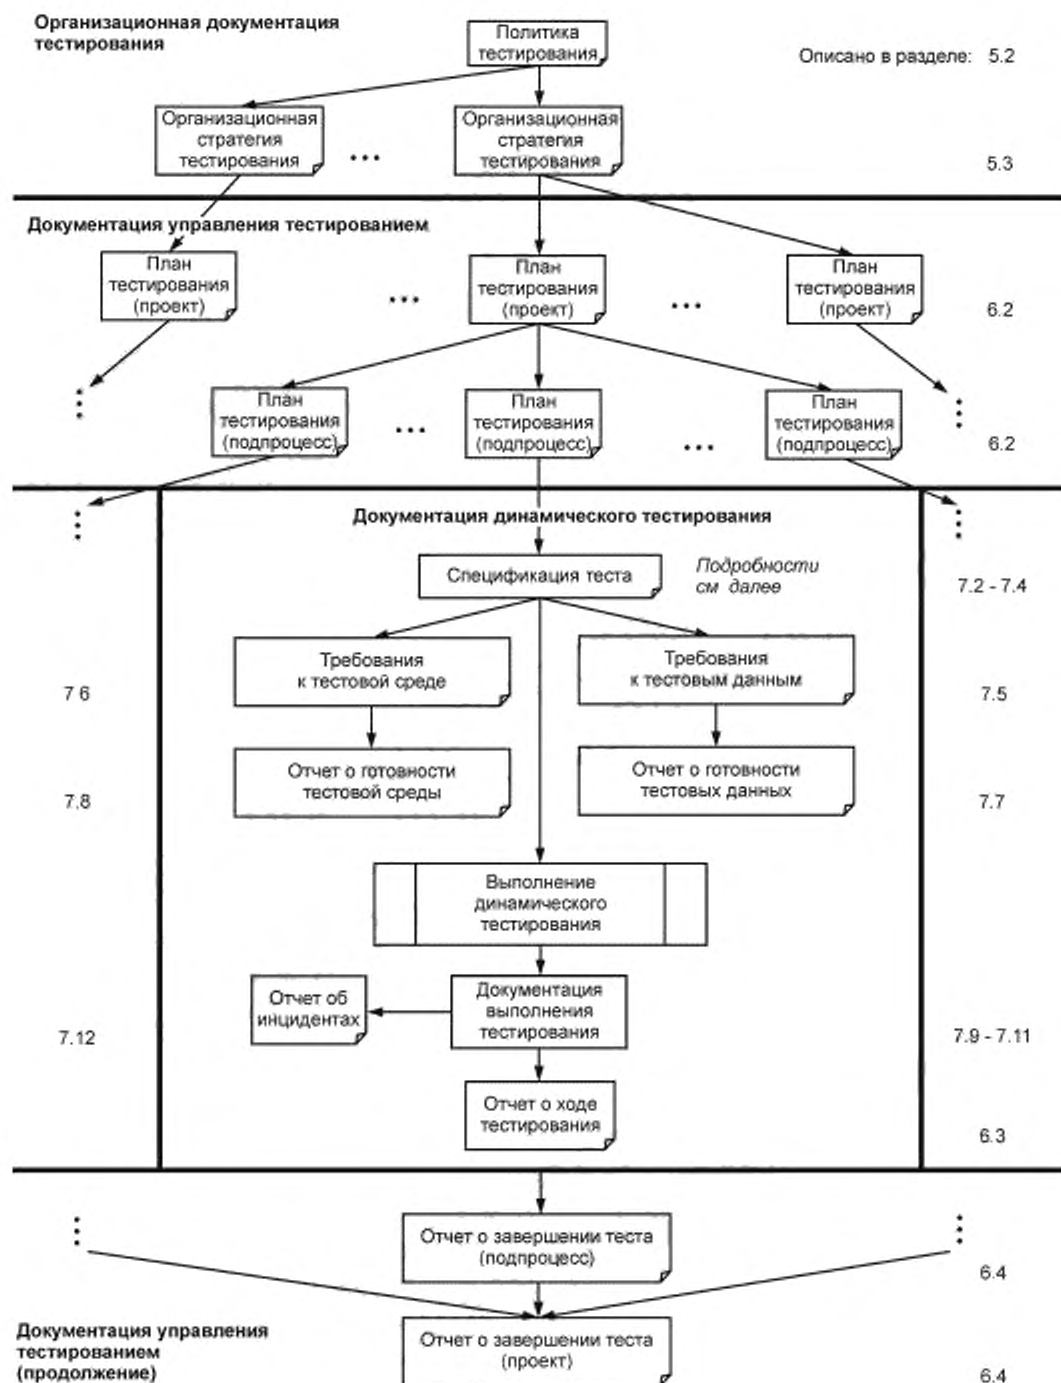 Организационная документация
тестирования
Политика
тестирования
Описано в разделе: 5.2
Организационная
стратегия
тестирования
...
Организационная
стратегия
тестирования
5.3
Документация управления тестированием
План
тестирования
(проект)
...
План
тестирования
(проект)
...
План
тестирования
(проект)
6.2
План
тестирования
(подпроцесс)
...
План
тестирования
(подпроцесс)
...
План
тестирования
(подпроцесс)
6.2
Документация динамического тестирования
Спецификация теста
Подробности
см далее
7.2 - 7.4
Требования
к тестовой среде
Требования
к тестовым данным
7 6
7.5
Отчет о готовности
тестовой среды
Отчет о готовности
тестовых данных
7.8
7.7
Выполнение
динамического
тестирования
Отчет об
инцидентах
Документация
выполнения
тестирования
7.12
7.9 - 7.11
Отчет о ходе
тестирования
6.3
Отчет о завершении теста
(подпроцесс)
6.4
Документация управления
тестированием
(продолжение)
Отчет о завершении теста
(проект)
6.4